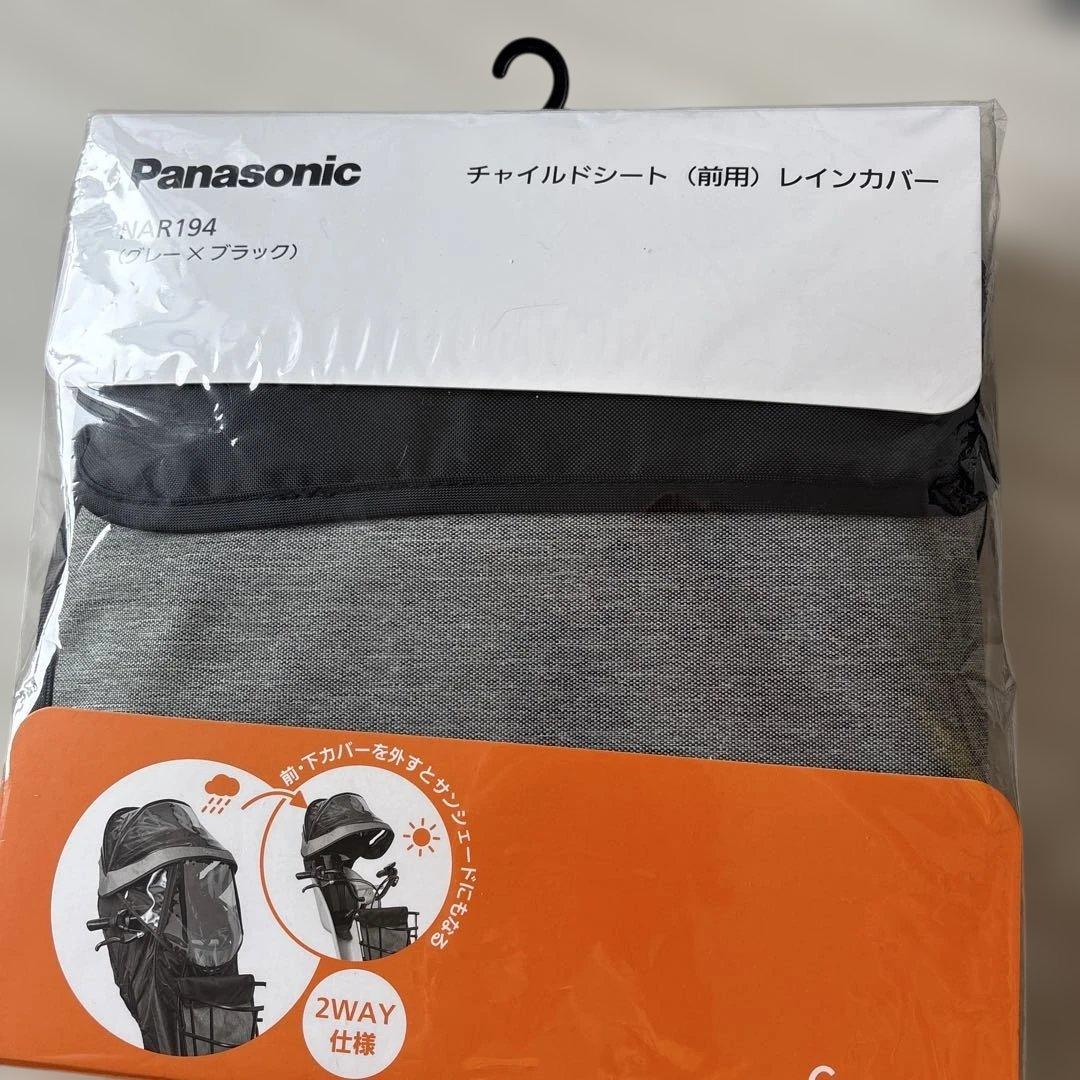 Panasonic
チャイルドシート（前用）レインカバー
NAR194
（グレー×ブラック）
前・下カバーを外すとサンシェードにもなる
2WAY
仕様